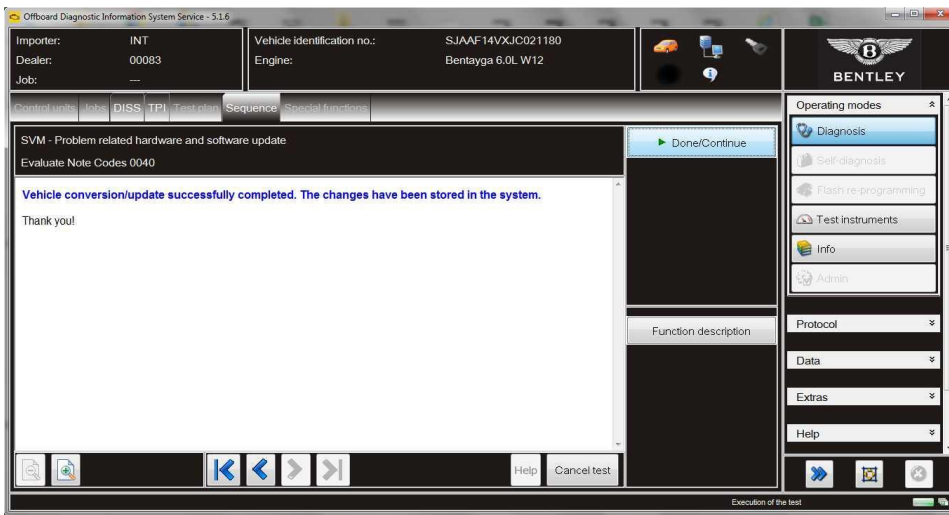 Offboard Diagnostic Information System Service - 5.1.6
Importer: INT
Dealer: 00083
Job: ---
Vehicle identification no.: SJAAF14VXJC021180
Engine: Bentayga 6.0L W12
B
BENTLEY
Control units Jobs DISS TPI Test plan Sequence Special functions
SVM - Problem related hardware and software update
Evaluate Note Codes 0040
Vehicle conversion/update successfully completed. The changes have been stored in the system.
Thank you!
Done/Continue
Function description
Operating modes
Diagnosis
Self-diagnosis
Flash re-programming
Test instruments
Info
Admin
Protocol
Data
Extras
Help
Help
Cancel test
Execution of the test